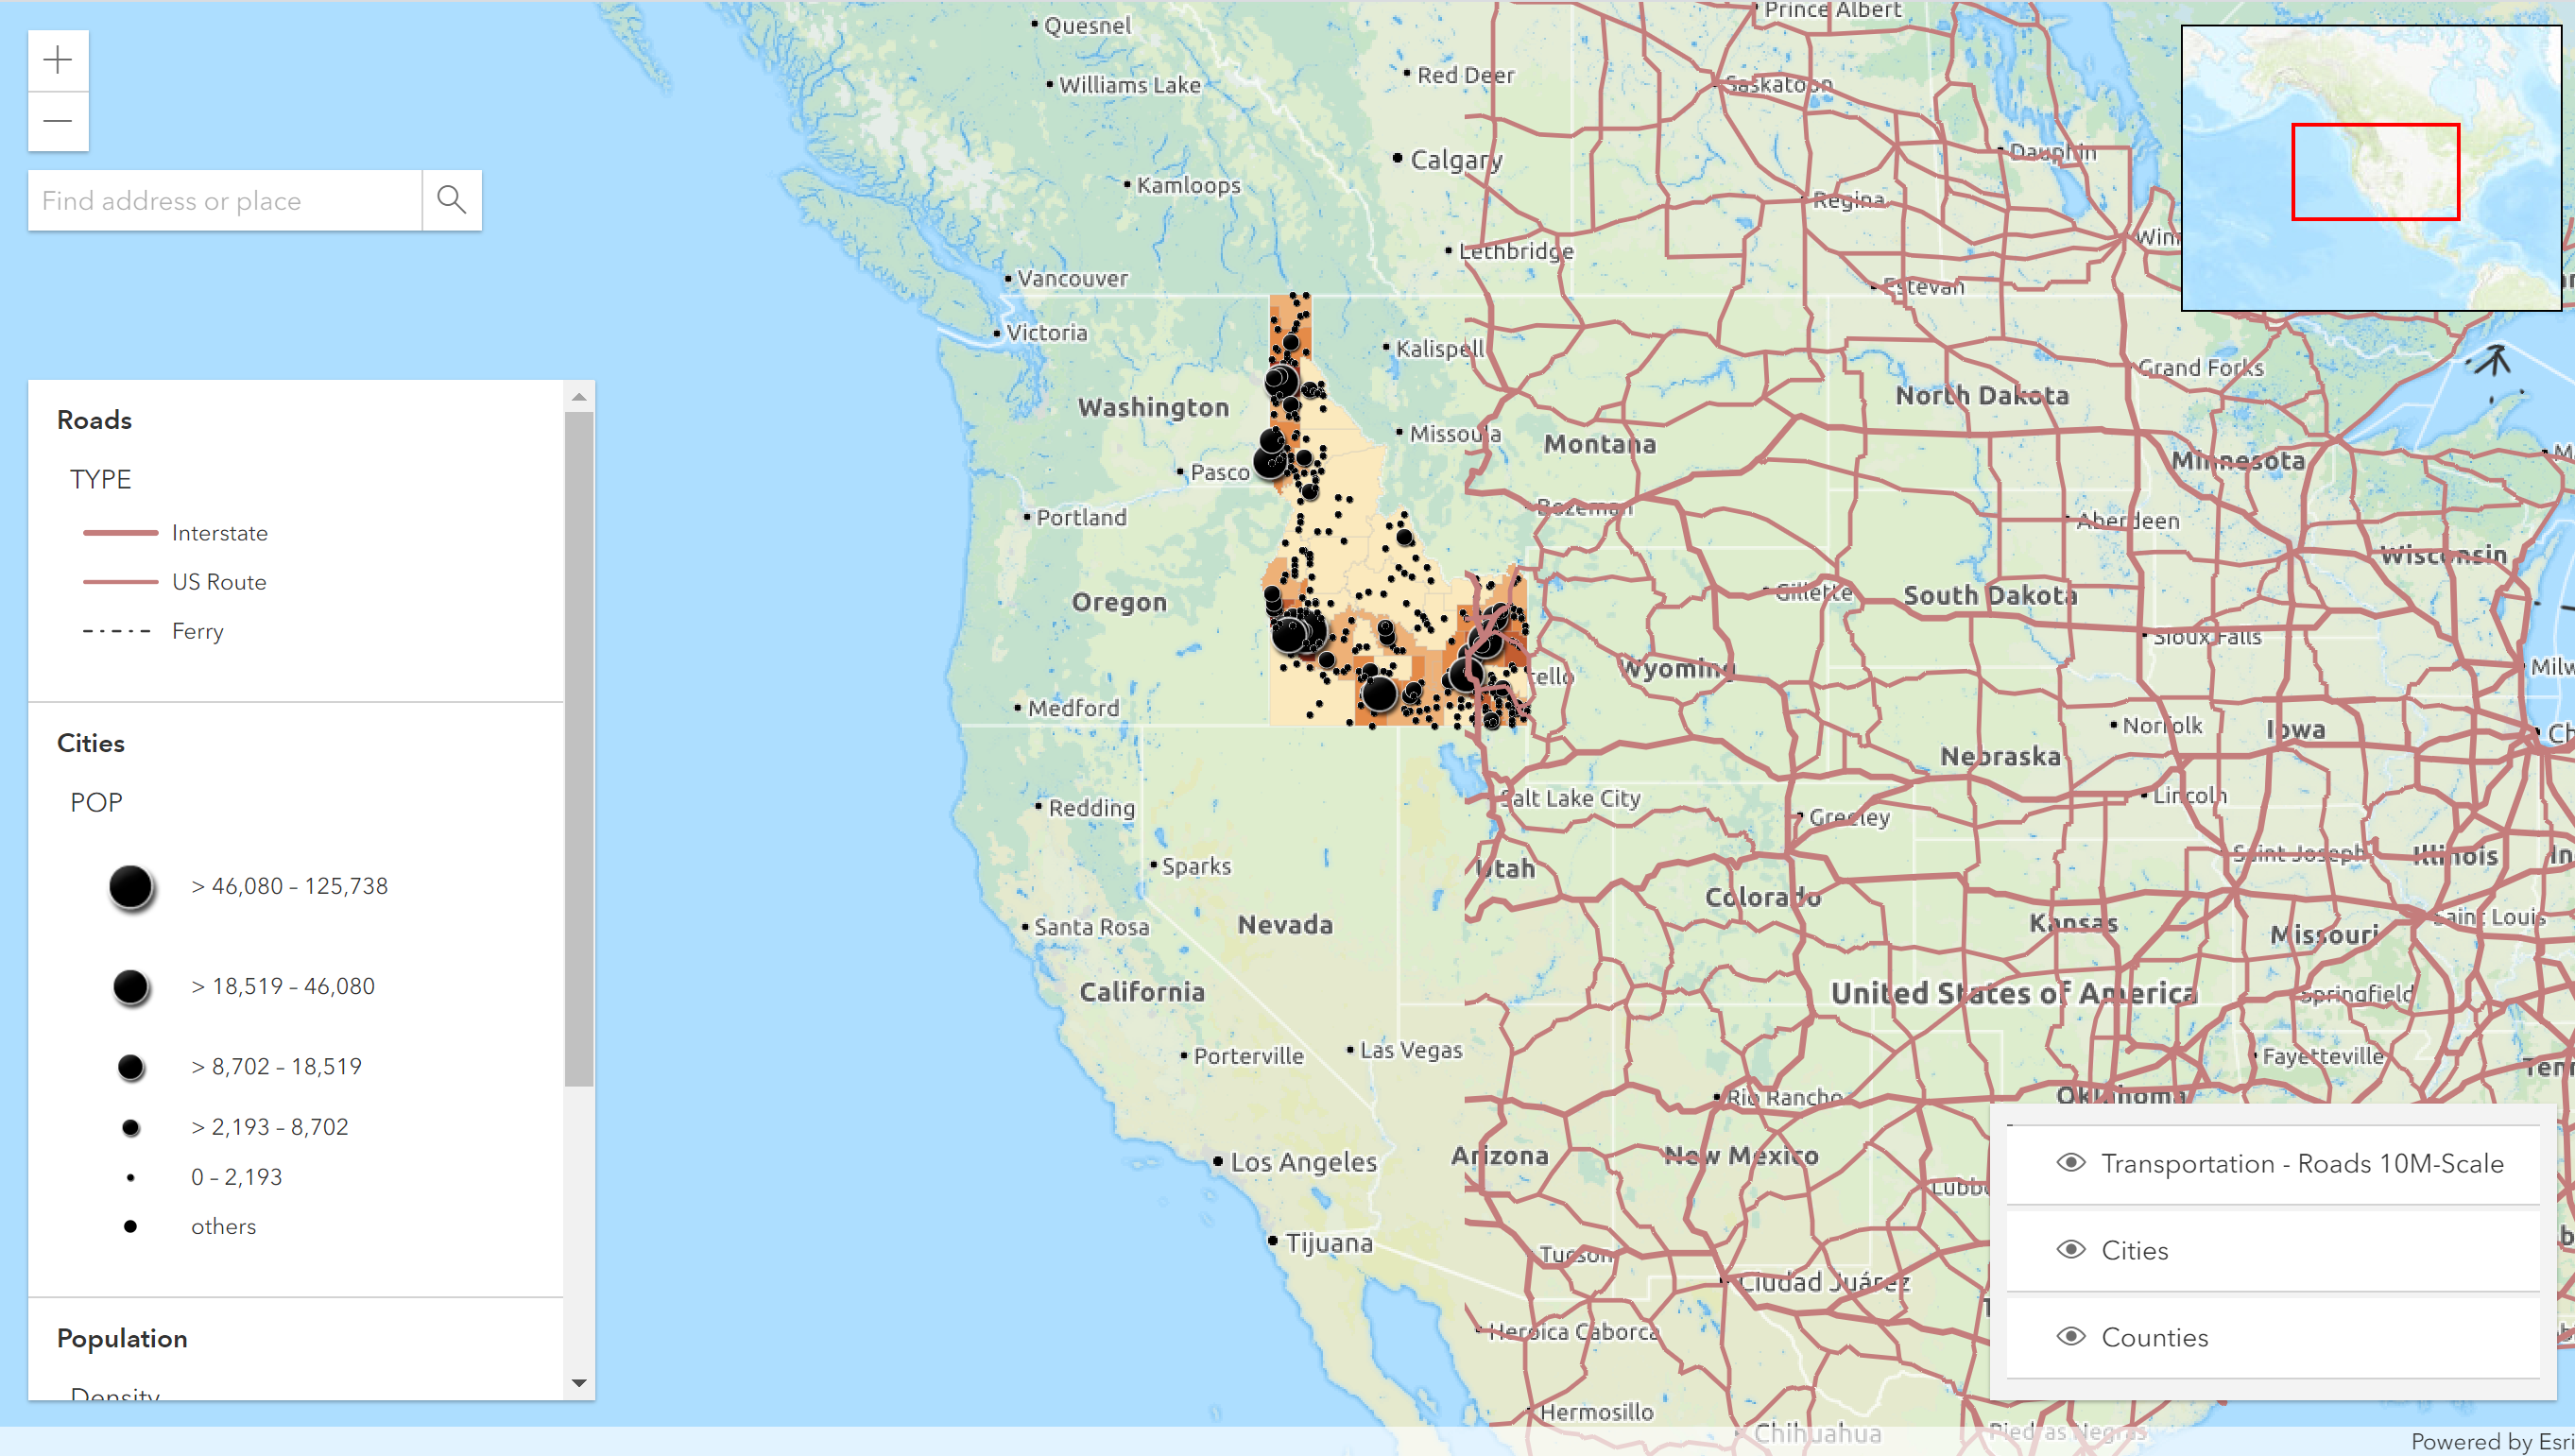 Find address or place
Roads
TYPE
Interstate
US Route
Ferry
Cities
POP
> 46,080 – 125,738
> 18,519 – 46,080
> 8,702 – 18,519
> 2,193 – 8,702
0 – 2,193
others
Population
Density
Quesnel
Prince Albert
Williams Lake
Red Deer
Saskatoon
Calgary
Dauphin
Kamloops
Regina
Lethbridge
Vancouver
Estevan
Victoria
Kalispell
Grand Forks
North Dakota
Washington
Missoula
Montana
Minnesota
Pasco
Bozeman
Portland
Aberdeen
Wisconsin
Gillette
Oregon
South Dakota
Sioux Falls
Wyoming
Medford
Norfolk
Iowa
Nebraska
Salt Lake City
Lincoln
Redding
Greeley
Sparks
Utah
Saint Joseph
Illinois
Colorado
Santa Rosa
Nevada
Kansas
Saint Louis
Missouri
California
United States of America
Springfield
Porterville
Las Vegas
Fayetteville
Rio Rancho
Oklahoma
Los Angeles
Arizona
New Mexico
Tijuana
Tucson
Ciudad Juárez
Heroica Caborca
Hermosillo
Chihuahua
Piedras Negras
Transportation - Roads 10M-Scale
Cities
Counties
Powered by Esri